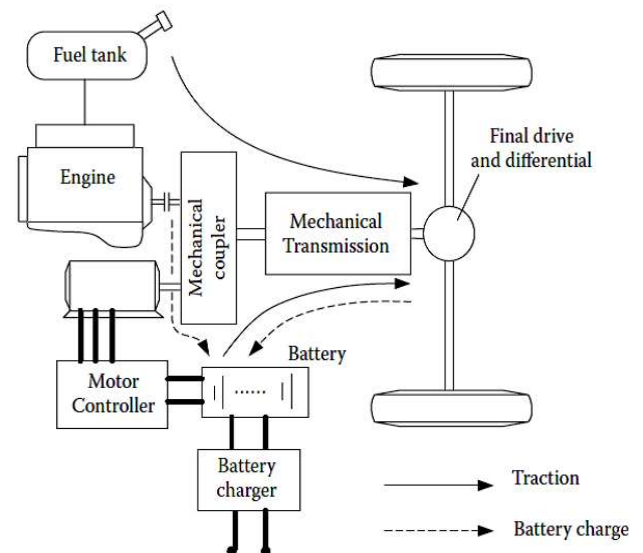 Fuel tank
Engine
Mechanical
coupler
Mechanical
Transmission
Final drive
and differential
Motor
Controller
Battery
Battery
charger
Traction
Battery charge